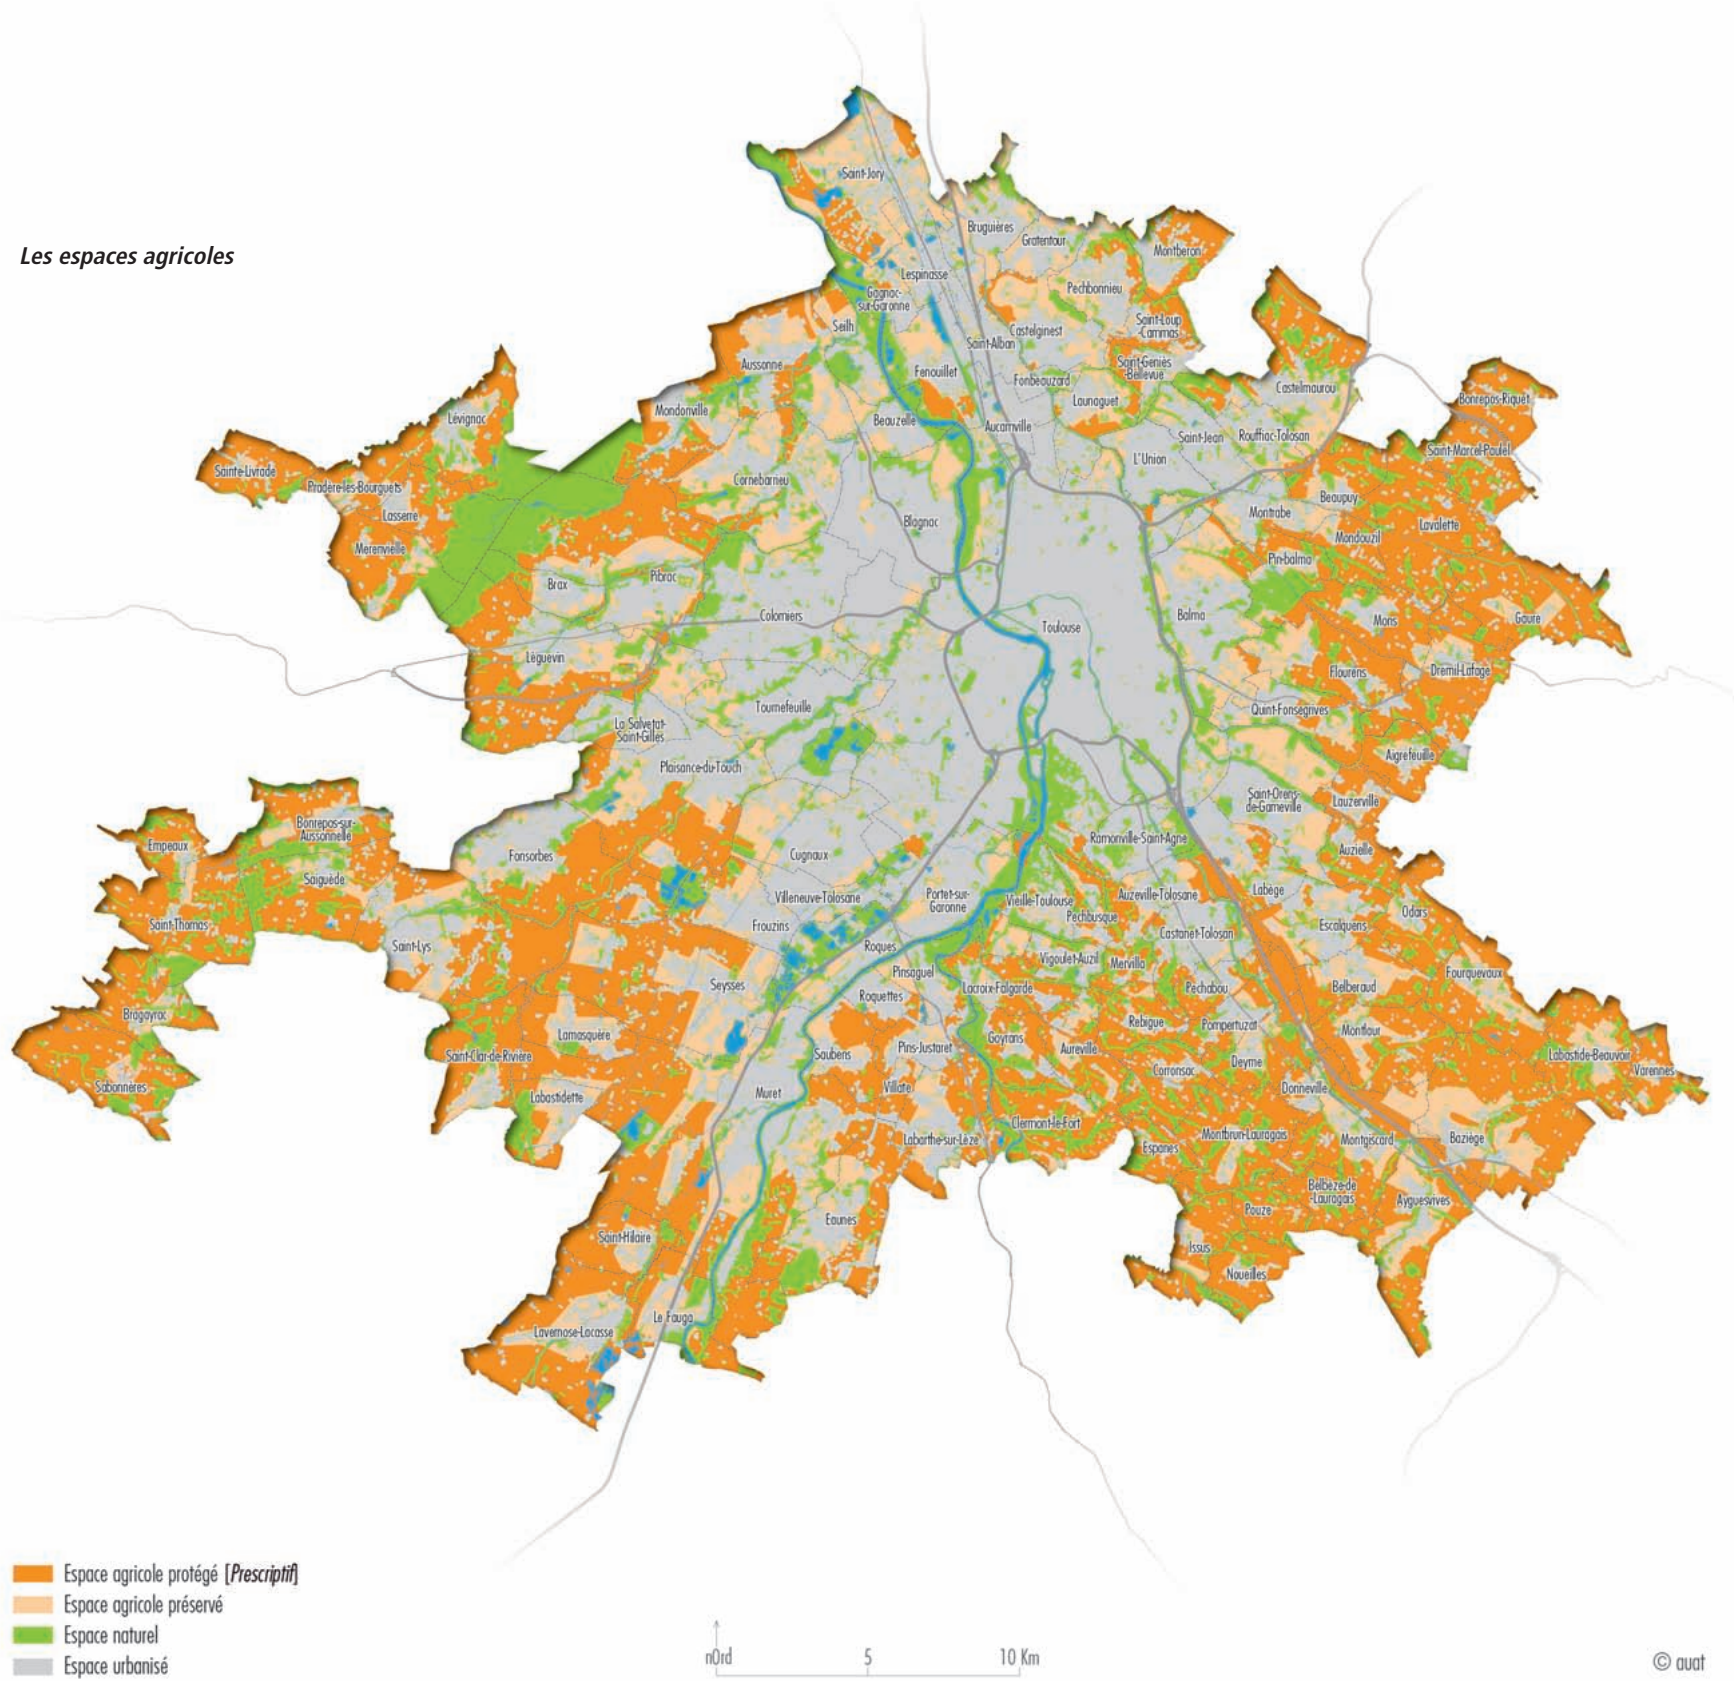 Les espaces agricoles
Saint-Jory
Bruguières
Gratentour
Montberon
Lespinasse
Pechbonnieu
Gagnac-
sur-Garonne
Seilh
Saint-Loup
-Cammas
Castelginest
Saint-Alban
Aussonne
Saint-Geniès
-Bellevue
Fenouillet
Fonbeauzard
Castelmaurou
Launaguet
Bonrepos-Riquet
Mondonville
Lévignac
Beauzelle
Aucamville
Saint-Jean
Rouffiac-Tolosan
Saint-Marcel-Paulel
L'Union
Sainte-Livrade
Pradère-les-Bourguets
Cornebarrieu
Beaupuy
Lasserre
Montrabe
Blagnac
Lavalette
Mondouzil
Merenvielle
Pin-balma
Brax
Pibrac
Colomiers
Balma
Mons
Gaure
Toulouse
Léguevin
Flourens
Dremil-Lafage
Tournefeuille
Quint-Fonsegrives
La Salvetat-
Saint-Gilles
Aigrefeuille
Plaisance-du-Touch
Saint-Orens-
de-Gameville
Lauzerville
Bonrepos-sur-
Aussonnelle
Empeaux
Ramonville-Saint-Agne
Auzielle
Fonsorbes
Cugnaux
Saiguède
Labège
Villeneuve-Tolosane
Portet-sur-
Garonne
Vieille-Toulouse
Auzeville-Tolosane
Odars
Pechbusque
Saint-Thomas
Frouzins
Escalquens
Castanet-Tolosan
Saint-Lys
Roques
Vigoulet-Auzil
Mervilla
Pinsaguel
Fourquevaux
Seysses
Lacroix-Falgarde
Pechabou
Belberaud
Roquettes
Bragayrac
Rebigue
Pompertuzat
Montlaur
Lamasquère
Goyrans
Pins-Justaret
Aureville
Saubens
Saint-Clar-de-Rivière
Deyme
Labastide-Beauvoir
Corronsac
Varennes
Sabonnères
Muret
Villate
Donneville
Labastidette
Clermont-le-Fort
Labarthe-sur-Lèze
Montbrun-Lauragais
Montgiscard
Baziège
Espanès
Belbèze-de
-Lauragais
Ayguesvives
Pouze
Eaunes
Saint-Hilaire
Issus
Noueilles
Le Fauga
Lavernose-Lacasse
Espace agricole protégé [Prescriptif]
Espace agricole préservé
Espace naturel
Espace urbanisé
nOrd 5 10 Km
© auat